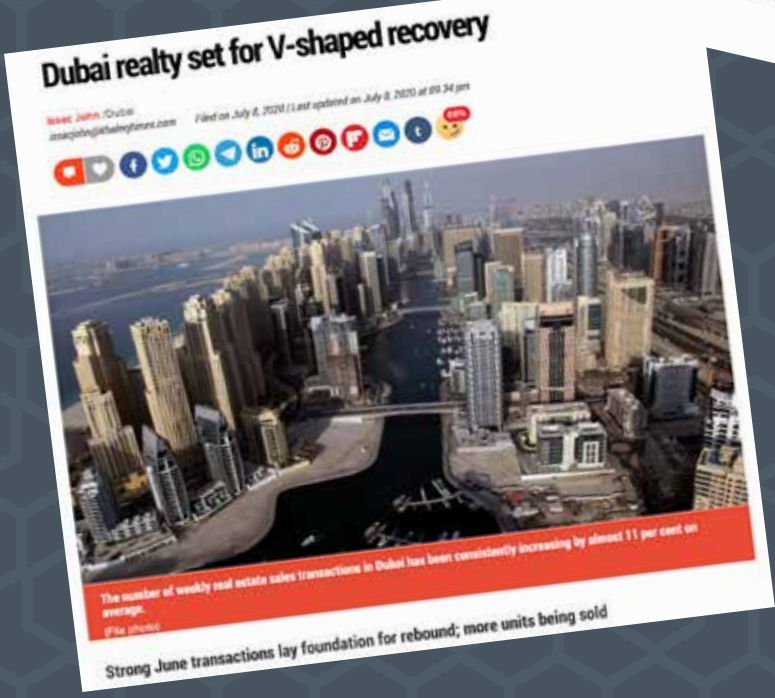 Dubai realty set for V-shaped recovery
Issac John /Dubai
issacjohn@khaleejtimes.com Filed on July 8, 2020 | Last updated on July 8, 2020 at 09.34 pm
The number of weekly real estate sales transactions in Dubai has been consistently increasing by almost 11 per cent on
average.
(File photo)
Strong June transactions lay foundation for rebound; more units being sold